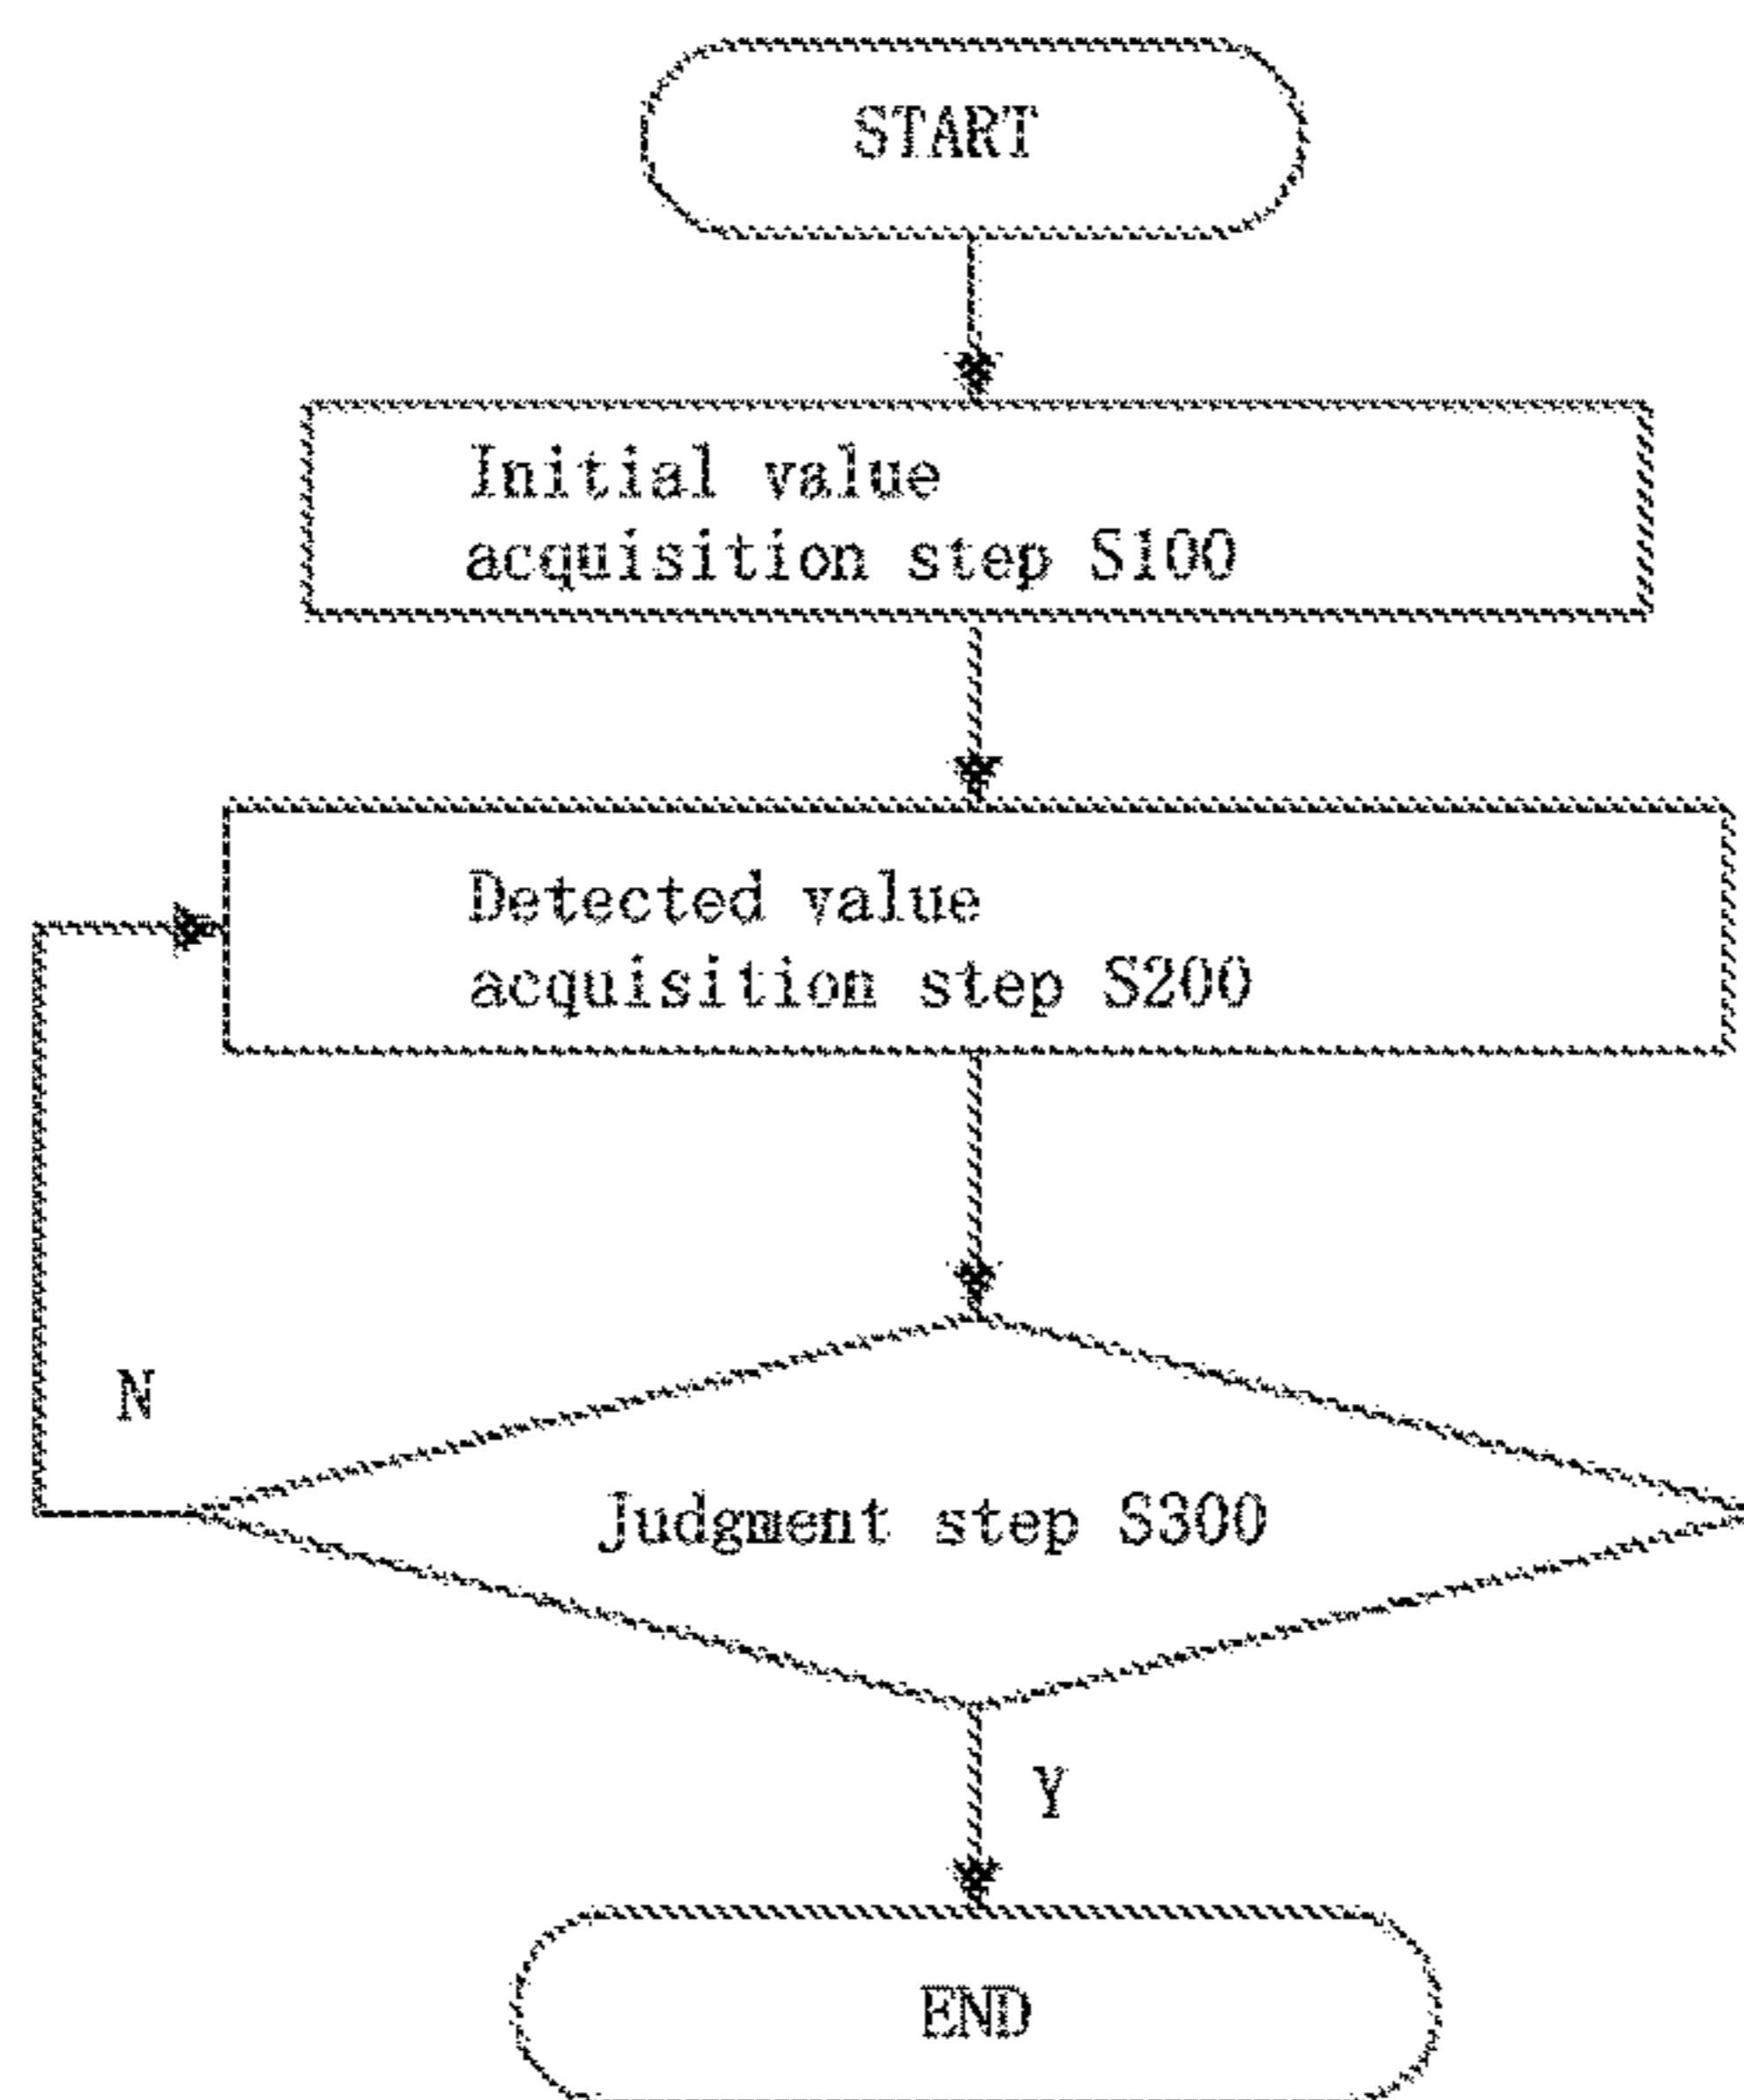 START
Initial value
acquisition step S100
Detected value
acquisition step S200
N
Judgment step S300
Y
END